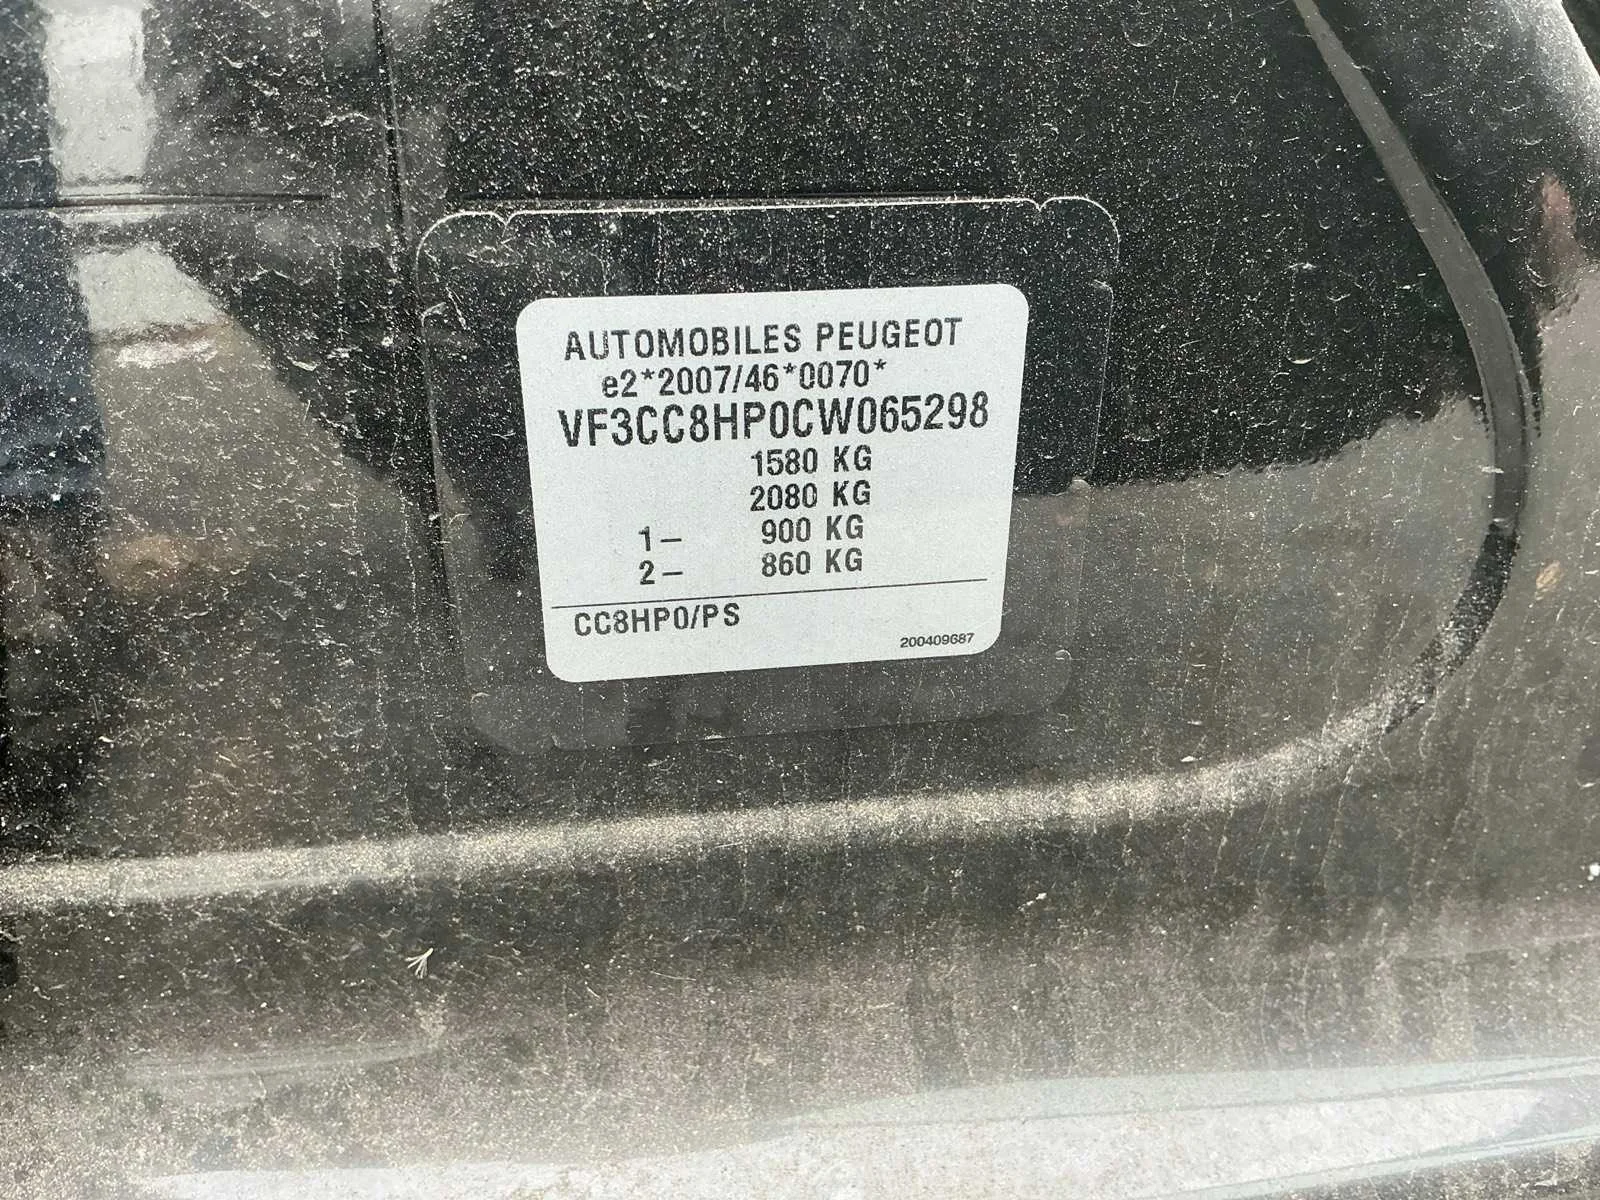 AUTOMOBILES PEUGEOT
e2*2007/46*0070*
VF3CC8HP0CW065298
1580 KG
2080 KG
1– 900 KG
2– 860 KG
CC8HP0/PS
200409687